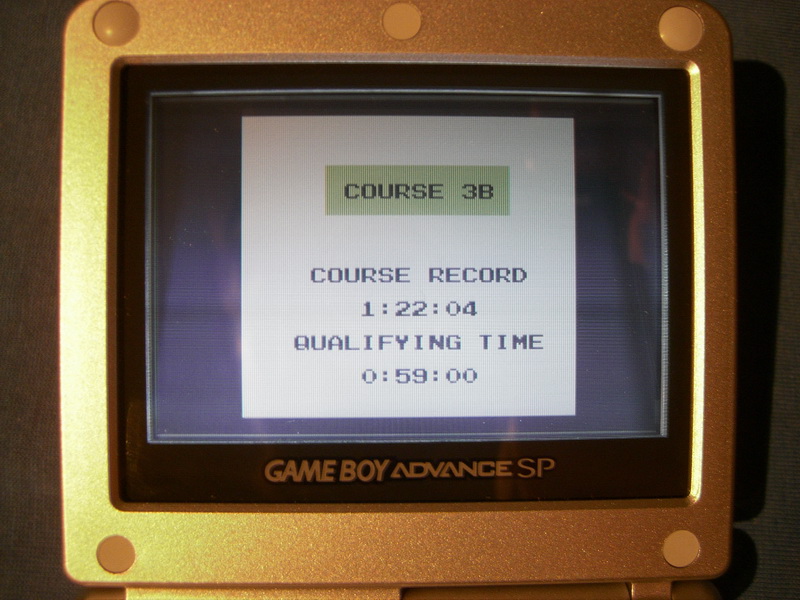 COURSE 3B
COURSE RECORD
1:22:04
QUALIFYING TIME
0:59:00
GAME BOY ADVANCE SP